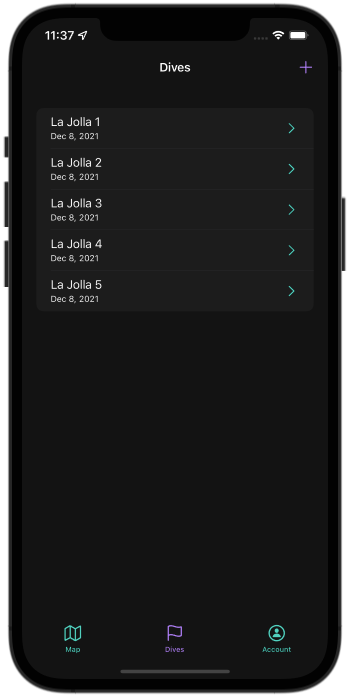 11:37
Dives
La Jolla 1
Dec 8, 2021
La Jolla 2
Dec 8, 2021
La Jolla 3
Dec 8, 2021
La Jolla 4
Dec 8, 2021
La Jolla 5
Dec 8, 2021
Map Dives Account